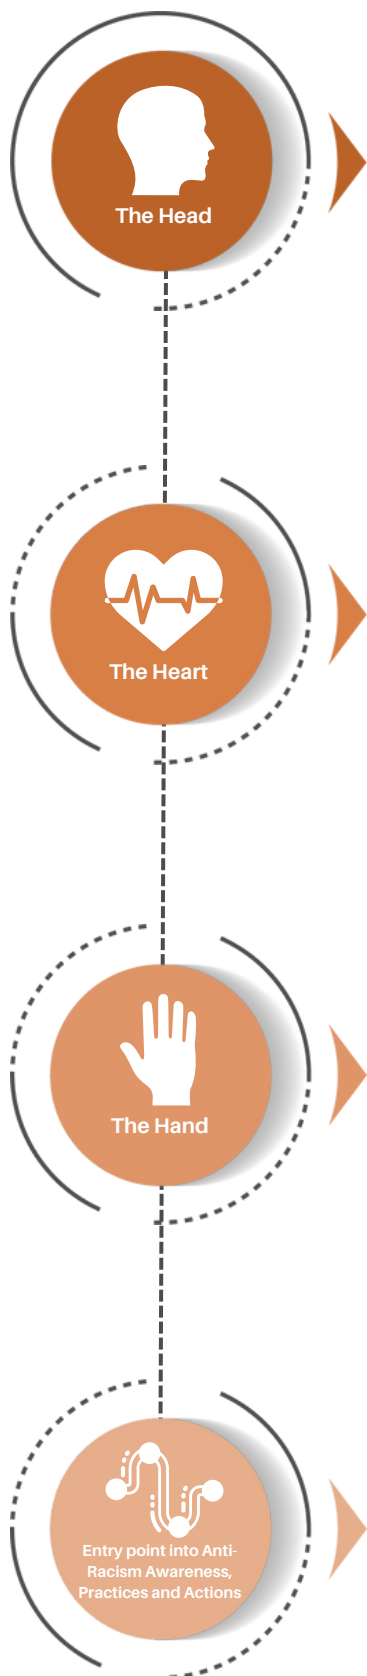 The Head
The Heart
The Hand
Entry point into Anti-
Racism Awareness,
Practices and Actions